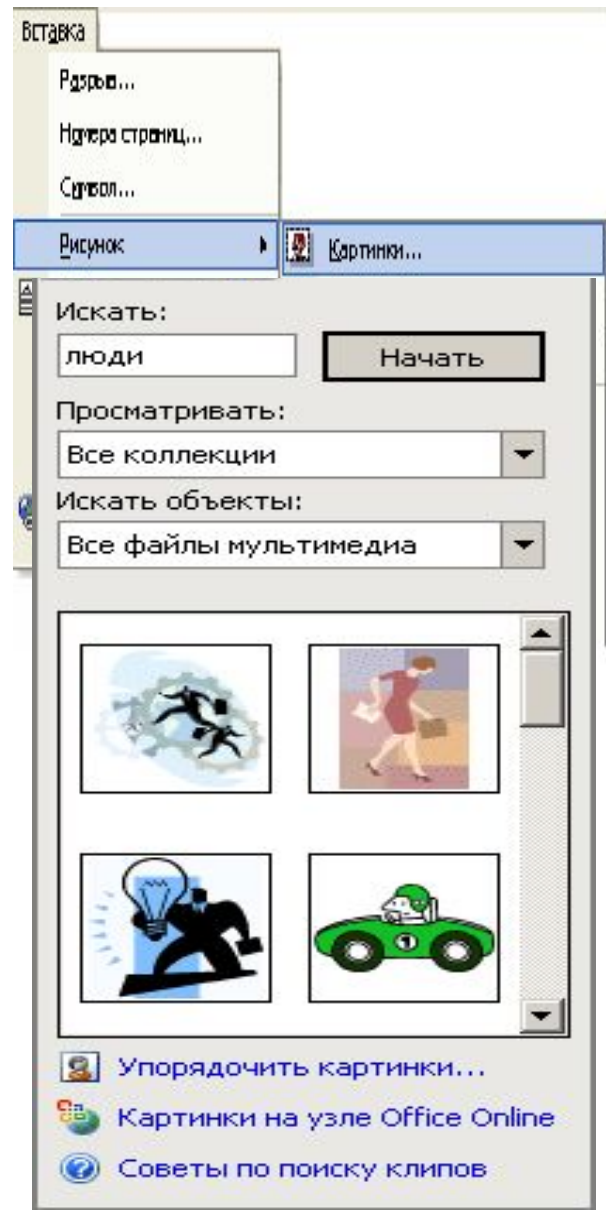 Вставка
Разрыв...
Номера страниц...
Символ...
Рисунок
Картинки...
Искать:
люди
Начать
Просматривать:
Все коллекции
Искать объекты:
Все файлы мультимедиа
1
Упорядочить картинки...
Картинки на узле Office Online
Советы по поиску клипов